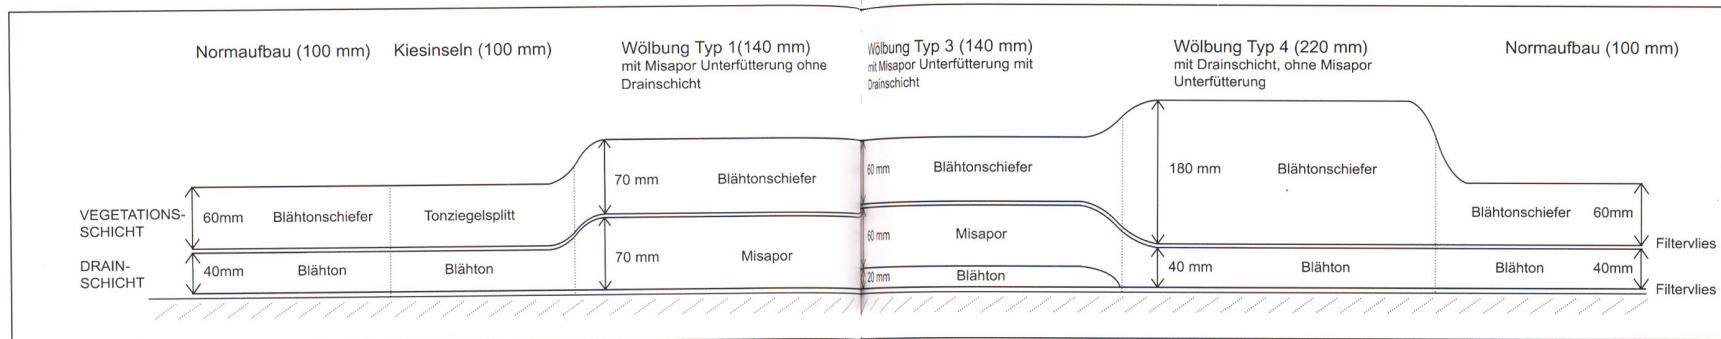 Normaufbau (100 mm)
Kiesinseln (100 mm)
Wölbung Typ 1(140 mm)
mit Misapor Unterfütterung ohne
Drainschicht
Wölbung Typ 3 (140 mm)
mit Misapor Unterfütterung mit
Drainschicht
Wölbung Typ 4 (220 mm)
mit Drainschicht, ohne Misapor
Unterfütterung
Normaufbau (100 mm)
VEGETATIONS-
SCHICHT
60mm
Blähtonschiefer
Tonziegelsplitt
70 mm
Blähtonschiefer
60 mm
Blähtonschiefer
180 mm
Blähtonschiefer
Blähtonschiefer
60mm
Filtervlies
DRAIN-
SCHICHT
40mm
Blähton
Blähton
70 mm
Misapor
60 mm
Misapor
20 mm
Blähton
40 mm
Blähton
Blähton
40mm
Filtervlies